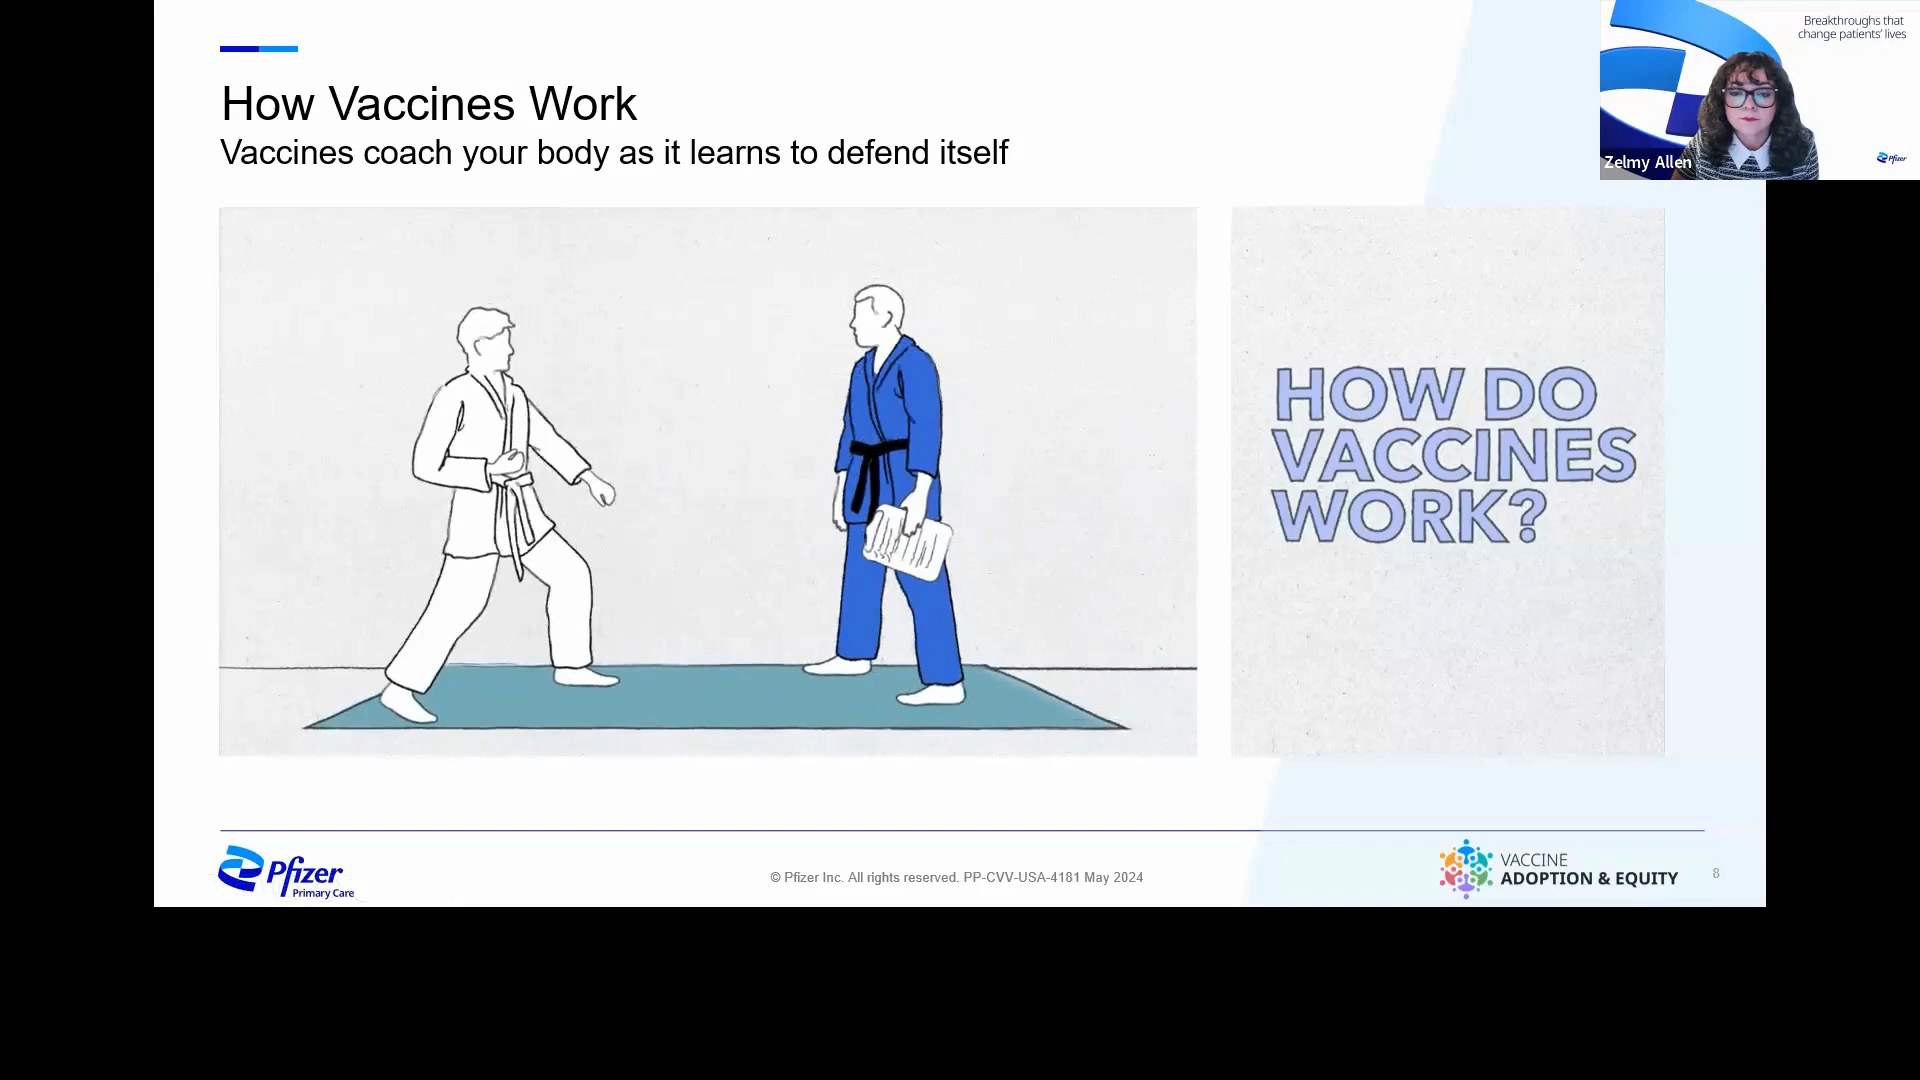 How Vaccines Work
Vaccines coach your body as it learns to defend itself
Breakthroughs that
change patients' lives
Zelmy Allen
Pfizer
HOW DO
VACCINES
WORK?
Pfizer
Primary Care
© Pfizer Inc. All rights reserved. PP-CVV-USA-4181 May 2024
VACCINE
ADOPTION & EQUITY
8